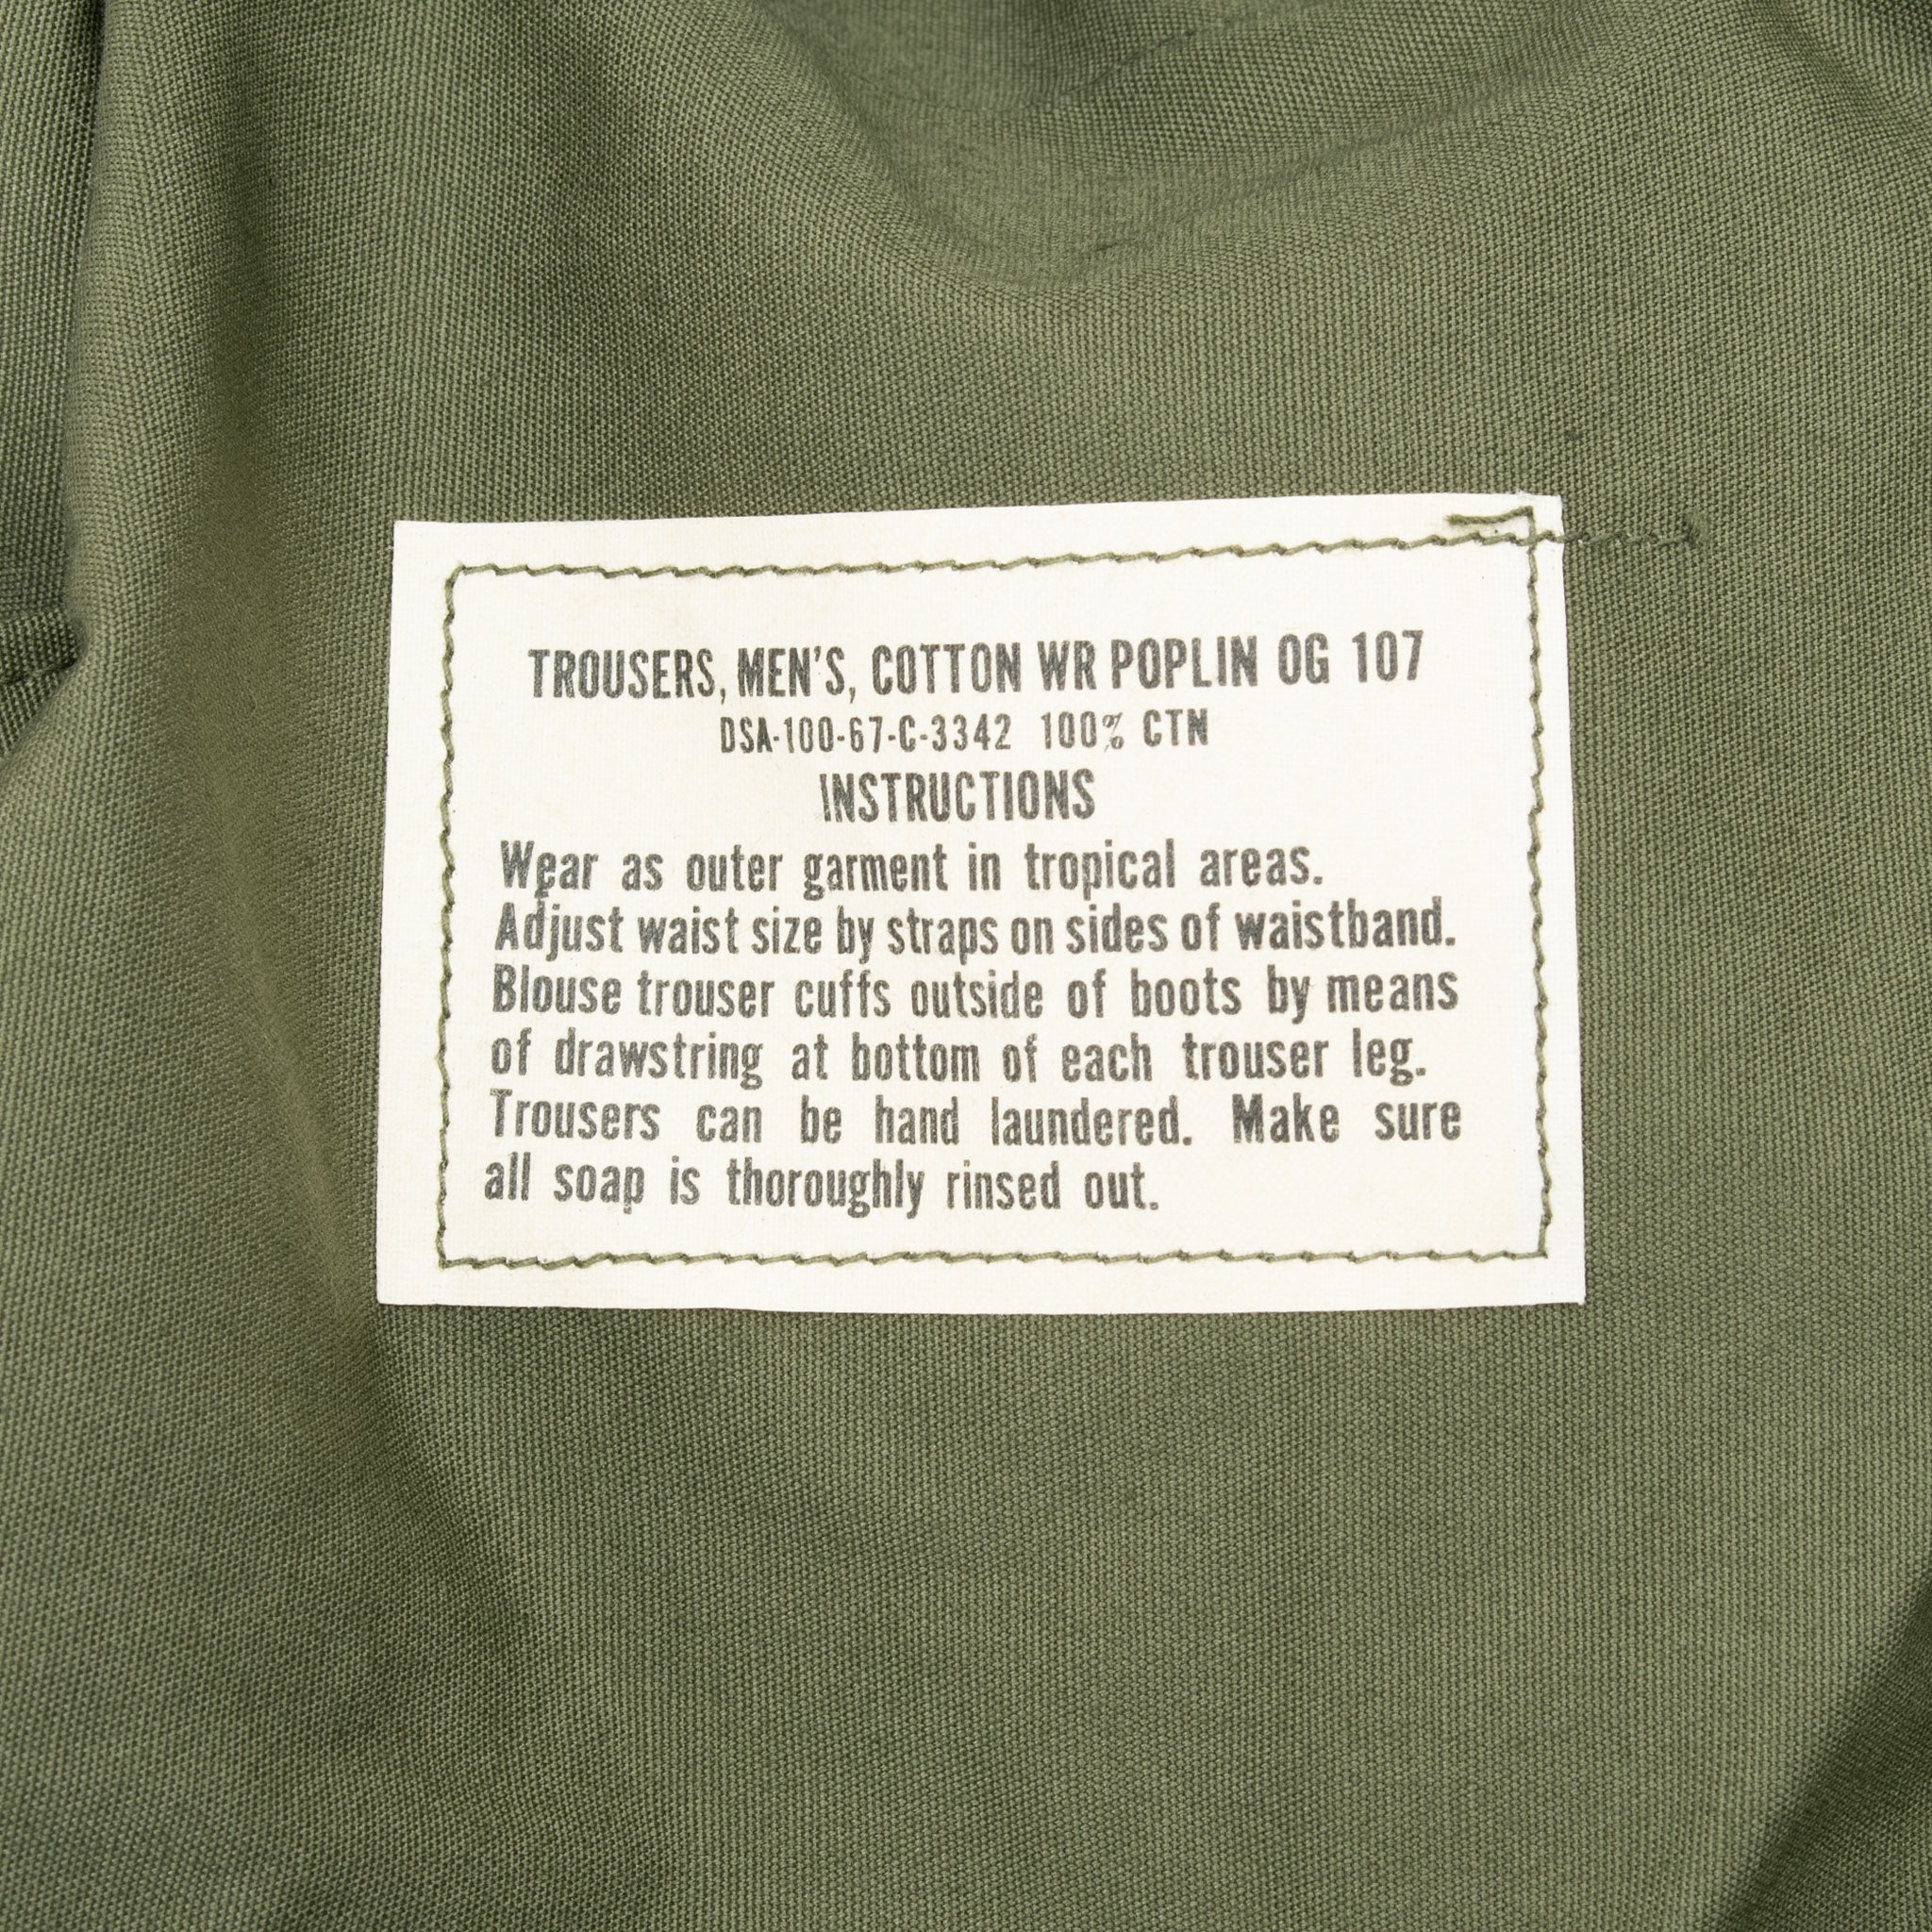 TROUSERS, MEN'S, COTTON WR POPLIN OG 107
DSA-100-67-C-3342 100% CTN
INSTRUCTIONS
Wear as outer garment in tropical areas.
Adjust waist size by straps on sides of waistband.
Blouse trouser cuffs outside of boots by means
of drawstring at bottom of each trouser leg.
Trousers can be hand laundered. Make sure
all soap is thoroughly rinsed out.